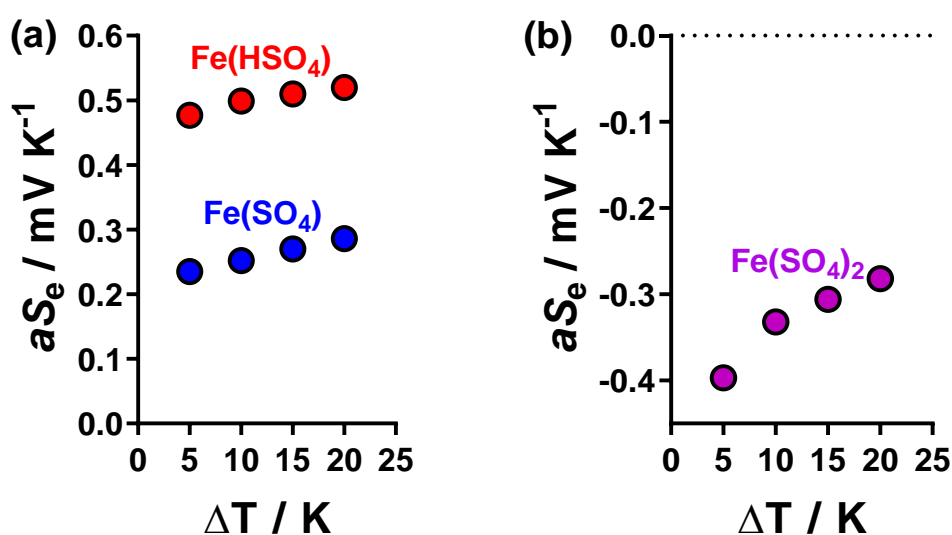 (a)
aSₑ / mV K⁻¹
0.6
0.5
0.4
0.3
0.2
0.1
0.0
Fe(HSO₄)
Fe(SO₄)
0 5 10 15 20 25
ΔT / K
(b)
aSₑ / mV K⁻¹
0.0
-0.1
-0.2
-0.3
-0.4
Fe(SO₄)₂
0 5 10 15 20 25
ΔT / K